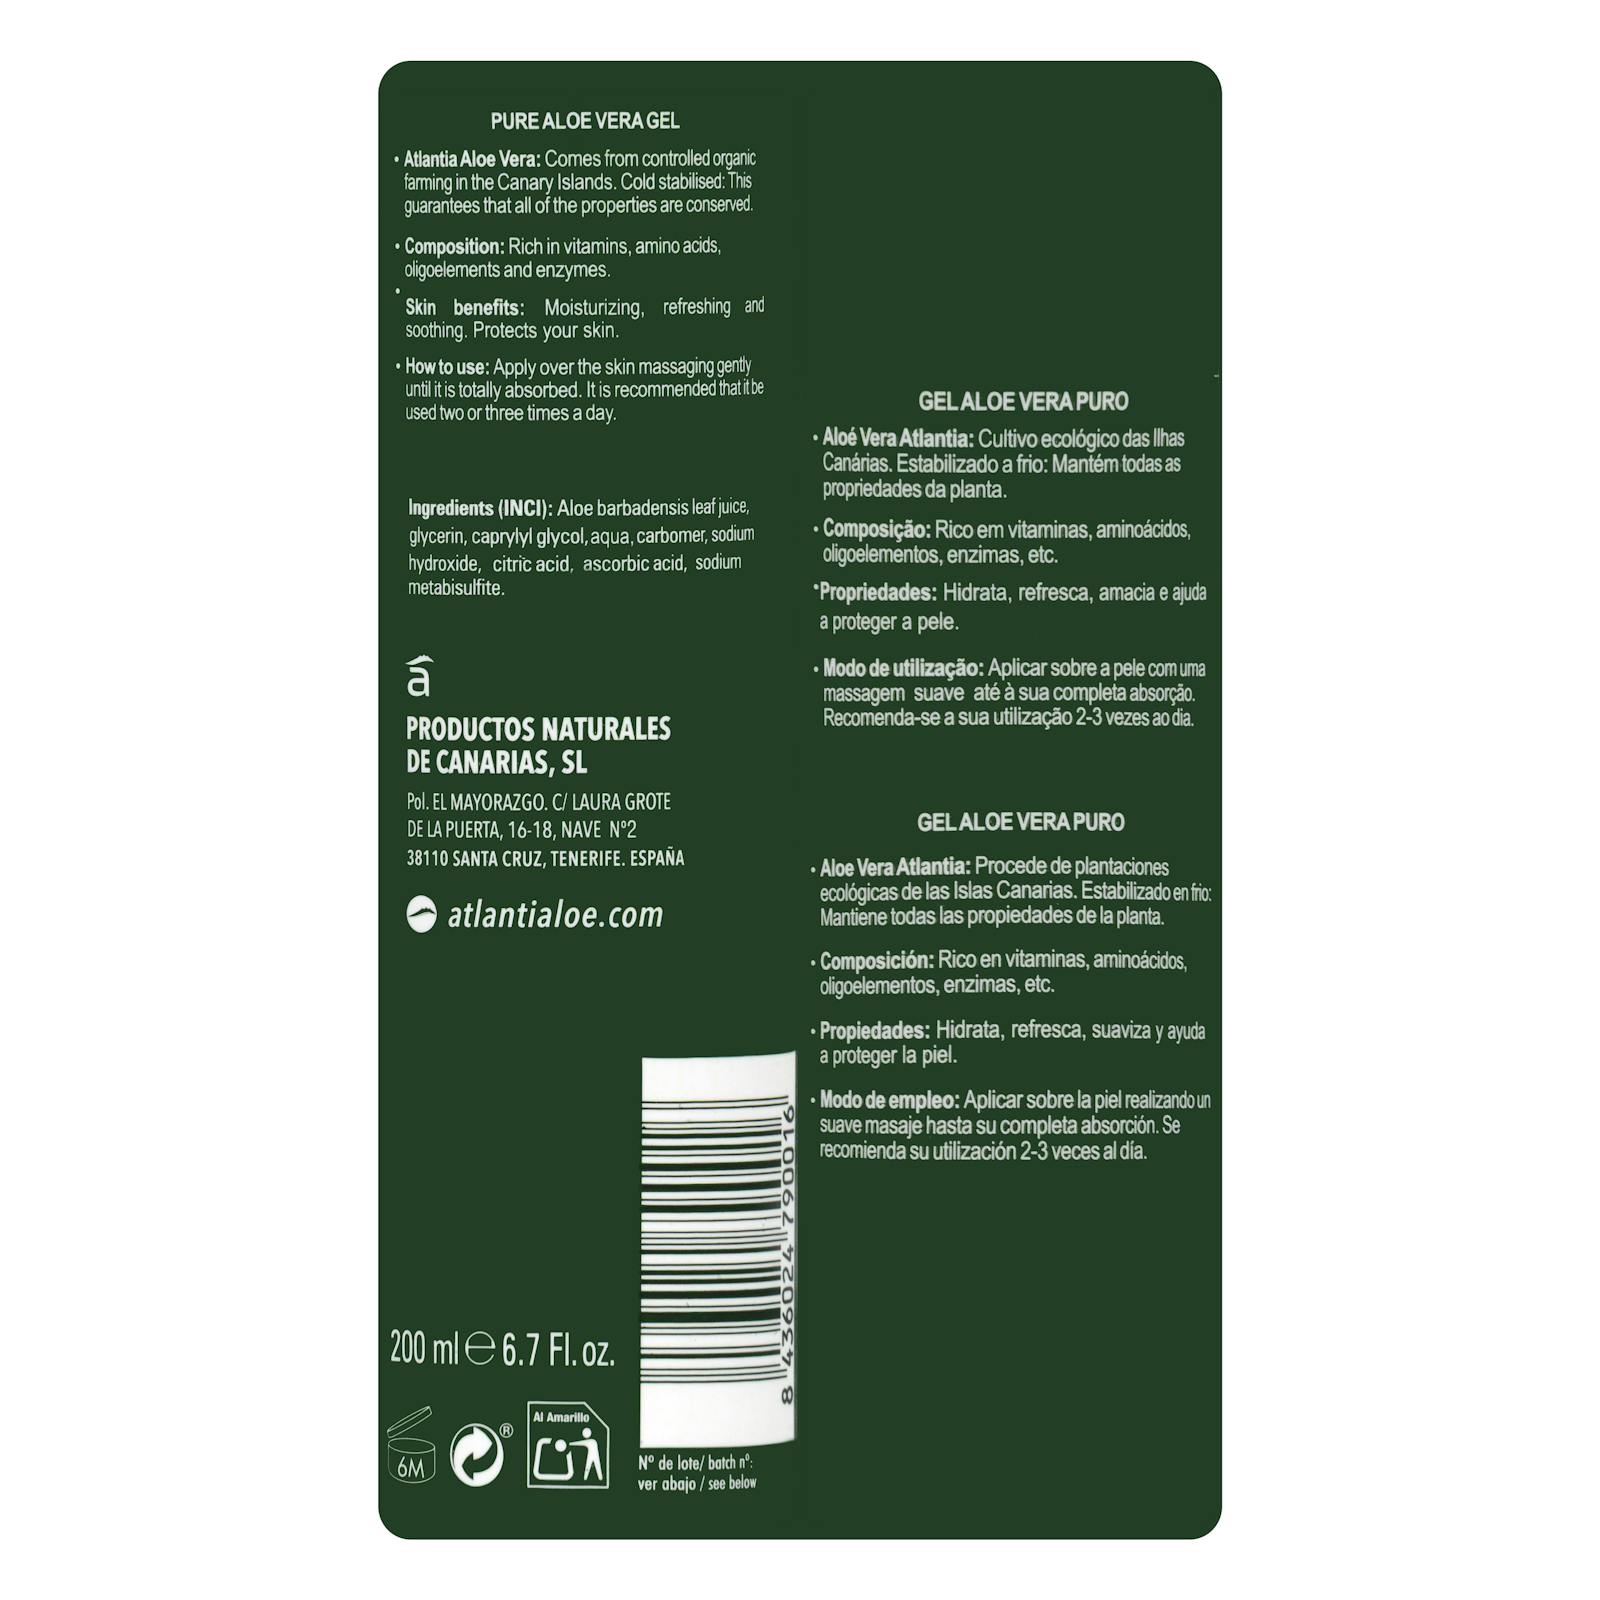 PURE ALOE VERA GEL
• Atlantia Aloe Vera: Comes from controlled organic
farming in the Canary Islands. Cold stabilised: This
guarantees that all of the properties are conserved.
• Composition: Rich in vitamins, amino acids,
oligoelements and enzymes.
•
Skin benefits: Moisturizing, refreshing and
soothing. Protects your skin.
• How to use: Apply over the skin massaging gently
until it is totally absorbed. It is recommended that it be
used two or three times a day.
Ingredients (INCI): Aloe barbadensis leaf juice,
glycerin, caprylyl glycol, aqua, carbomer, sodium
hydroxide, citric acid, ascorbic acid, sodium
metabisulfite.
â
PRODUCTOS NATURALES
DE CANARIAS, SL
Pol. EL MAYORAZGO. C/ LAURA GROTE
DE LA PUERTA, 16-18, NAVE Nº2
38110 SANTA CRUZ, TENERIFE. ESPAÑA
atlantialoe.com
200 ml ℮ 6.7 Fl. oz.
6M
®
Al Amarillo
8 436024 790016
Nº de lote/ batch nº:
ver abajo / see below
GEL ALOE VERA PURO
• Aloé Vera Atlantia: Cultivo ecológico das Ilhas
Canárias. Estabilizado a frio: Mantém todas as
propriedades da planta.
• Composição: Rico em vitaminas, aminoácidos,
oligoelementos, enzimas, etc.
• Propriedades: Hidrata, refresca, amacia e ajuda
a proteger a pele.
• Modo de utilização: Aplicar sobre a pele com uma
massagem suave até à sua completa absorção.
Recomenda-se a sua utilização 2-3 vezes ao dia.
GEL ALOE VERA PURO
• Aloe Vera Atlantia: Procede de plantaciones
ecológicas de las Islas Canarias. Estabilizado en frio:
Mantiene todas las propiedades de la planta.
• Composición: Rico en vitaminas, aminoácidos,
oligoelementos, enzimas, etc.
• Propiedades: Hidrata, refresca, suaviza y ayuda
a proteger la piel.
• Modo de empleo: Aplicar sobre la piel realizando un
suave masaje hasta su completa absorción. Se
recomienda su utilización 2-3 veces al día.